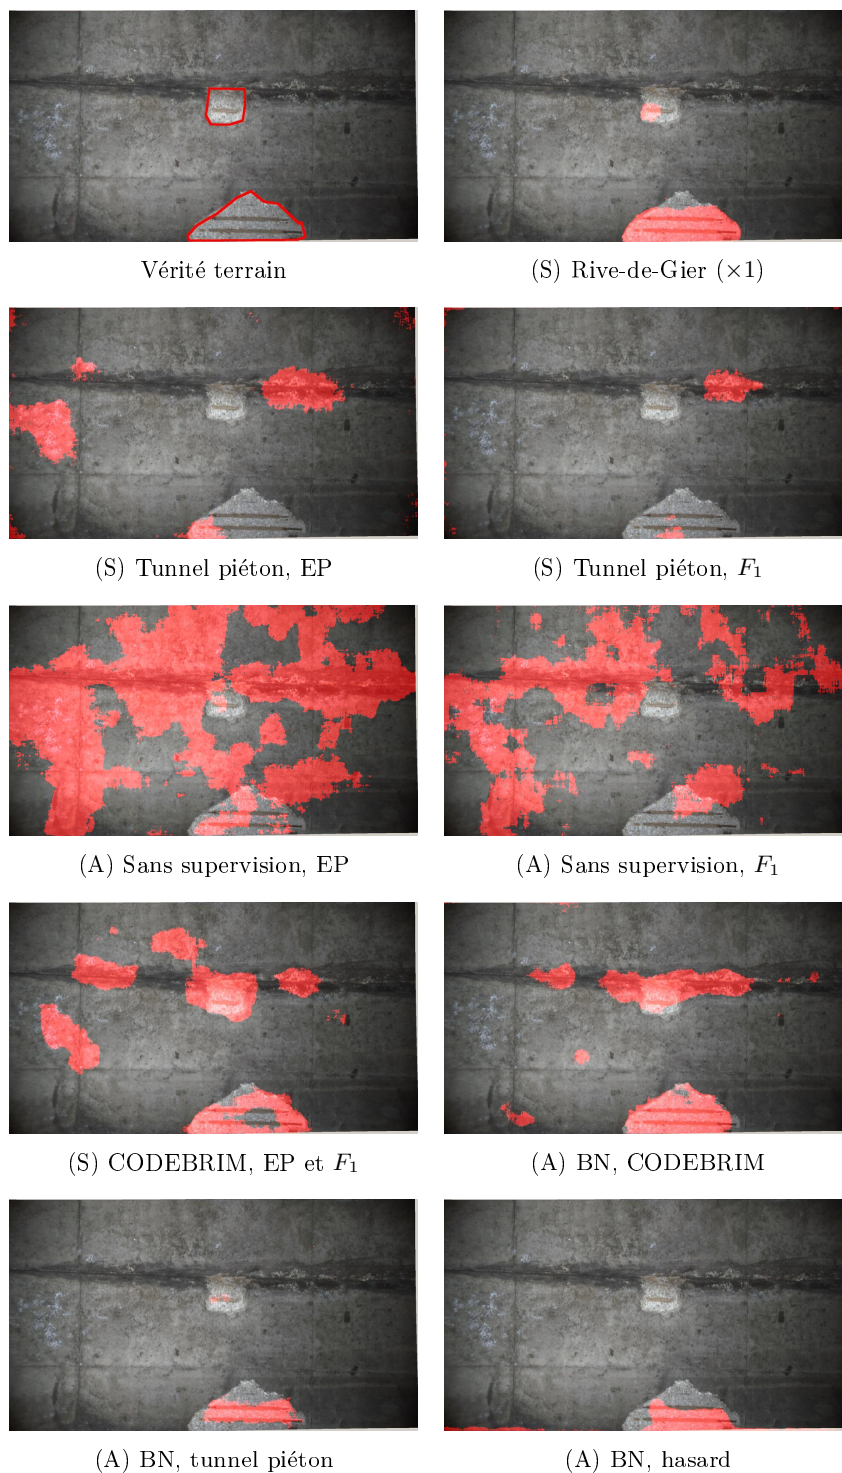 Vérité terrain
(S) Rive-de-Gier (×1)
(S) Tunnel piéton, EP
(S) Tunnel piéton, F₁
(A) Sans supervision, EP
(A) Sans supervision, F₁
(S) CODEBRIM, EP et F₁
(A) BN, CODEBRIM
(A) BN, tunnel piéton
(A) BN, hasard